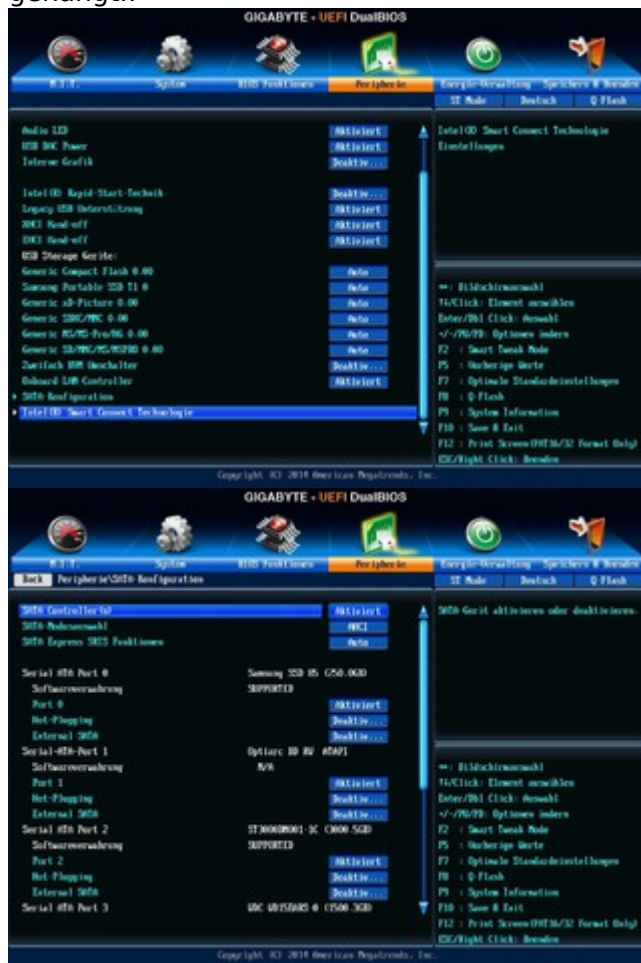 GIGABYTE - UEFI DualBIOS
M.I.T.
System
BIOS Funktionen
Peripherie
Energie-Verwaltung
Speichern & Beenden
ST Mode
Deutsch
Q-Flash
Audio LED
Aktiviert
USB DAC Power
Aktiviert
Interne Grafik
Deaktiv...
Intel(R) Rapid-Start-Technik
Deaktiv...
Legacy USB Unterstützung
Aktiviert
XHCI Hand-off
Aktiviert
EHCI Hand-off
Aktiviert
USB Storage Geräte:
Generic Compact Flash 0.00
Auto
Samsung Portable SSD T1 0
Auto
Generic xD-Picture 0.00
Auto
Generic SDHC/MMC 0.00
Auto
Generic MS/MS-Pro/HG 0.00
Auto
Generic SD/MMC/MS/MSPRO 0.00
Auto
Deaktiv...
Onboard LAN Controller
Aktiviert
SATA Konfiguration
Intel(R) Smart Connect Technologie
Intel(R) Smart Connect Technologie
Einstellungen
: Bildschirmauswahl
/Click: Element auswählen
Enter/Dbl Click: Auswahl
+/-/PU/PD: Optionen ändern
F2 : Smart Tweak Mode
F5 : Vorherige Werte
F7 : Optimale Standardeinstellungen
F8 : Q-Flash
F9 : System Information
F10 : Save & Exit
F12 : Print Screen(FAT16/32 Format Only)
ESC/Right Click: Beenden
Copyright (C) 2014 American Megatrends, Inc.
GIGABYTE - UEFI DualBIOS
M.I.T.
System
BIOS Funktionen
Peripherie
Energie-Verwaltung
Speichern & Beenden
Back
Peripherie\SATA-Konfiguration
ST Mode
Deutsch
Q-Flash
SATA Controller(s)
Aktiviert
SATA-Modusauswahl
AHCI
SATA Express SRIS Funktionen
Auto
Serial ATA Port 0
Samsung SSD 85 (250.0GB)
Softwareverwahrung
SUPPORTED
Port 0
Aktiviert
Hot-Plugging
Deaktiv...
External SATA
Deaktiv...
Serial-ATA-Port 1
Optiarc BD RW ATAPI
Softwareverwahrung
N/A
Port 1
Aktiviert
Hot-Plugging
Deaktiv...
External SATA
Deaktiv...
Serial ATA Port 2
ST3000DM001-1C (3000.5GB)
Softwareverwahrung
SUPPORTED
Port 2
Aktiviert
Hot-Plugging
Deaktiv...
External SATA
Deaktiv...
Serial ATA Port 3
(1500.3GB)
SATA Gerät aktivieren oder deaktivieren.
: Bildschirmauswahl
/Click: Element auswählen
Enter/Dbl Click: Auswahl
+/-/PU/PD: Optionen ändern
F2 : Smart Tweak Mode
F5 : Vorherige Werte
F7 : Optimale Standardeinstellungen
F8 : Q-Flash
F9 : System Information
F10 : Save & Exit
F12 : Print Screen(FAT16/32 Format Only)
ESC/Right Click: Beenden
Copyright (C) 2014 American Megatrends, Inc.